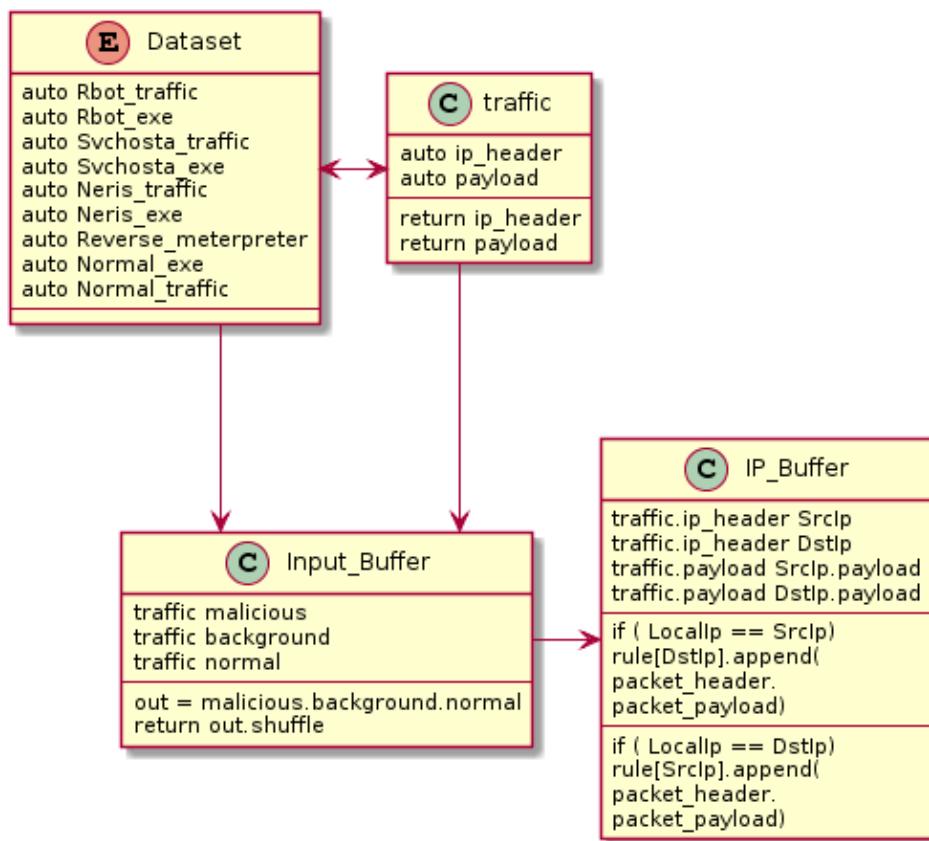 E Dataset
auto Rbot_traffic
auto Rbot_exe
auto Svchosta_traffic
auto Svchosta_exe
auto Neris_traffic
auto Neris_exe
auto Reverse_meterpreter
auto Normal_exe
auto Normal_traffic
C traffic
auto ip_header
auto payload
return ip_header
return payload
C Input_Buffer
traffic malicious
traffic background
traffic normal
out = malicious.background.normal
return out.shuffle
C IP_Buffer
traffic.ip_header SrcIp
traffic.ip_header DstIp
traffic.payload SrcIp.payload
traffic.payload DstIp.payload
if ( LocalIp == SrcIp)
rule[DstIp].append(
packet_header.
packet_payload)
if ( LocalIp == DstIp)
rule[SrcIp].append(
packet_header.
packet_payload)